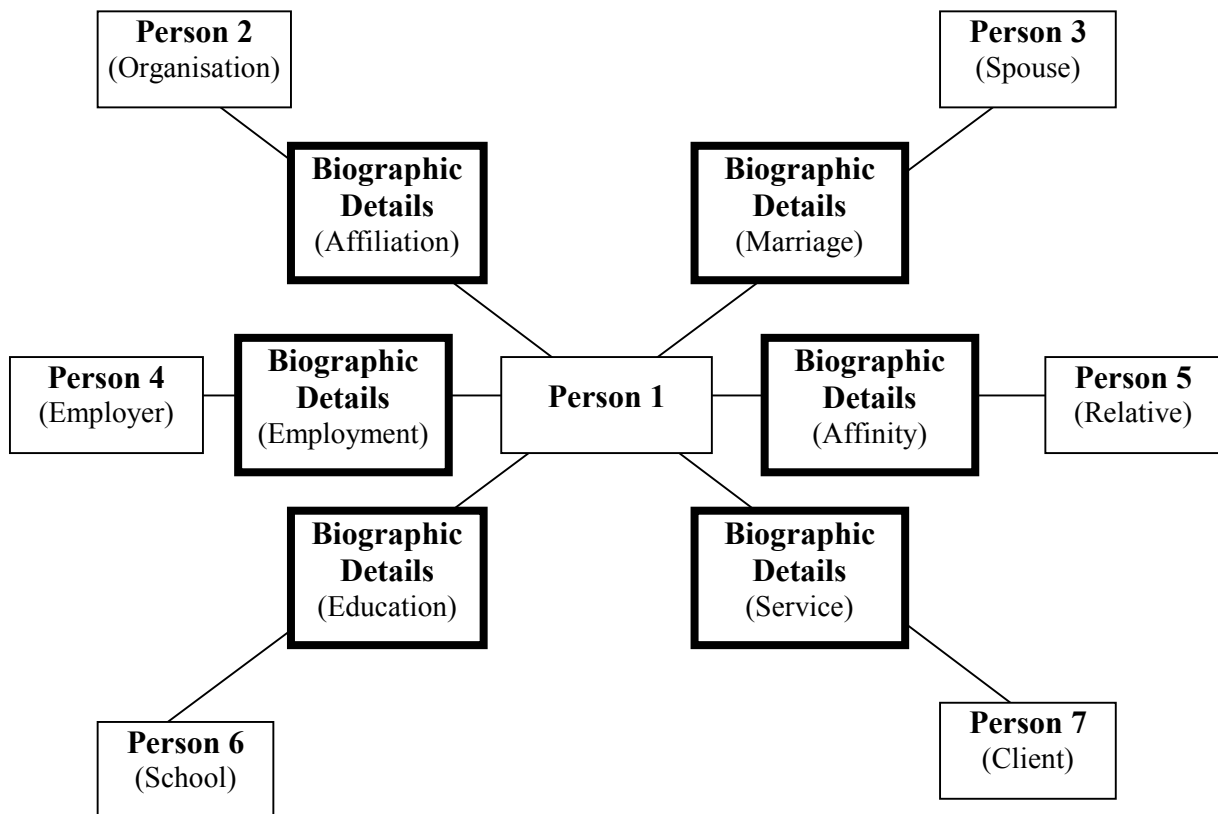 Person 2
(Organisation)
Person 3
(Spouse)
Biographic
Details
(Affiliation)
Biographic
Details
(Marriage)
Person 4
(Employer)
Biographic
Details
(Employment)
Person 1
Biographic
Details
(Affinity)
Person 5
(Relative)
Biographic
Details
(Education)
Biographic
Details
(Service)
Person 6
(School)
Person 7
(Client)